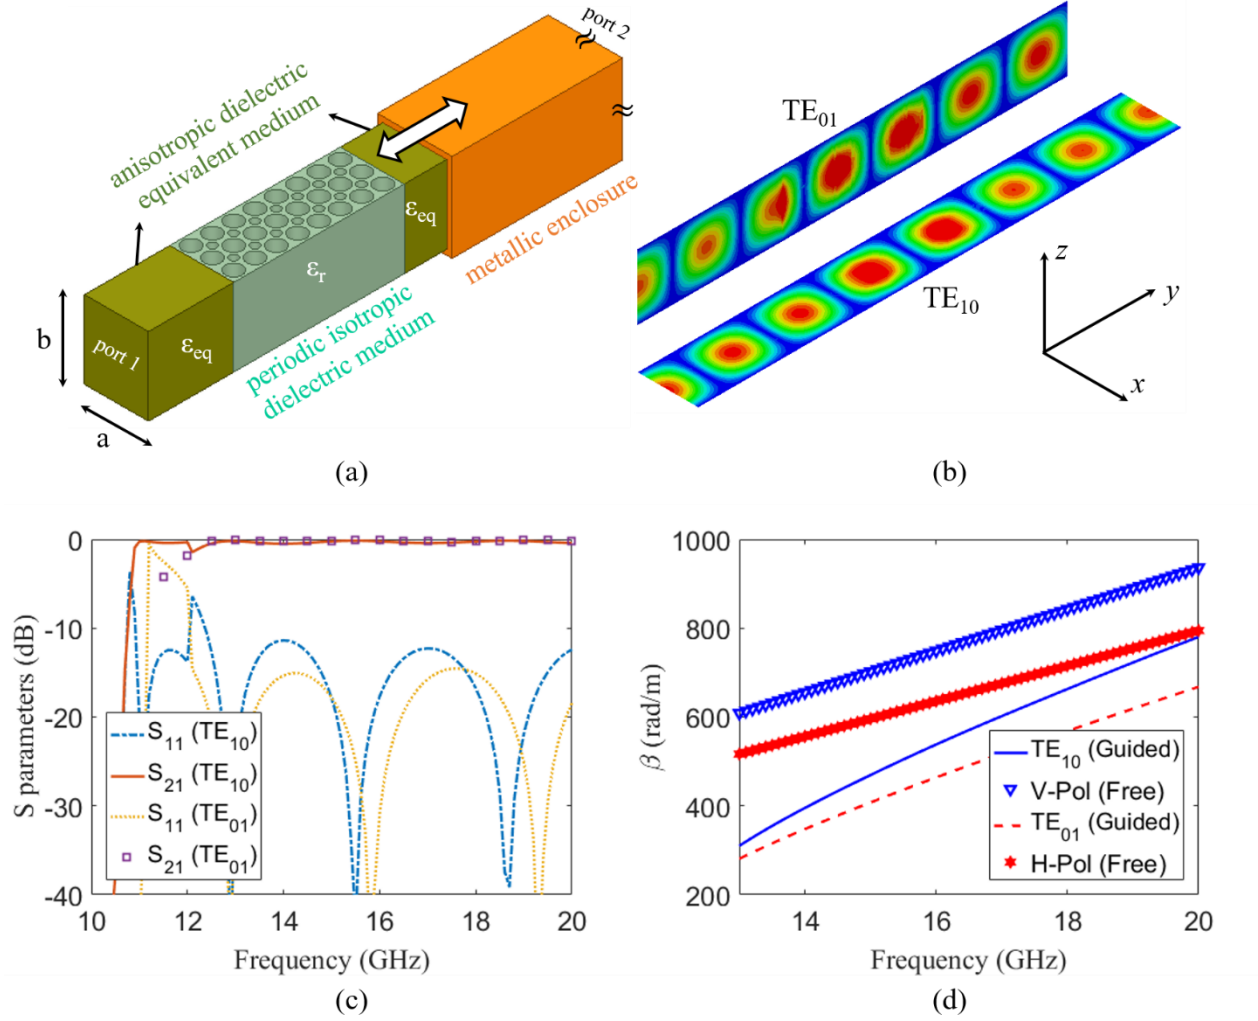 port 2
anisotropic dielectric
equivalent medium
TE01
εeq
z
metallic enclosure
y
εr
TE10
b
port 1
εeq
periodic isotropic
dielectric medium
x
a
(a)
(b)
0
-10
-20
-30
-40
S parameters (dB)
S11 (TE10)
S21 (TE10)
S11 (TE01)
S21 (TE01)
10
12
14
16
18
20
Frequency (GHz)
(c)
1000
800
600
400
200
β (rad/m)
TE10 (Guided)
V-Pol (Free)
TE01 (Guided)
H-Pol (Free)
14
16
18
20
Frequency (GHz)
(d)